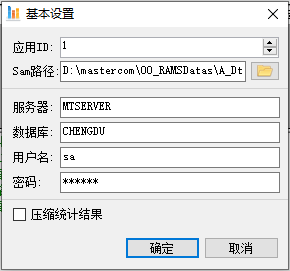 基本设置
应用ID: 1
Sam路径: D:\mastercom\00_RAMSDatas\A_Dt
服务器: MTSERVER
数据库: CHENGDU
用户名: sa
密码: ******
压缩统计结果
确定 取消